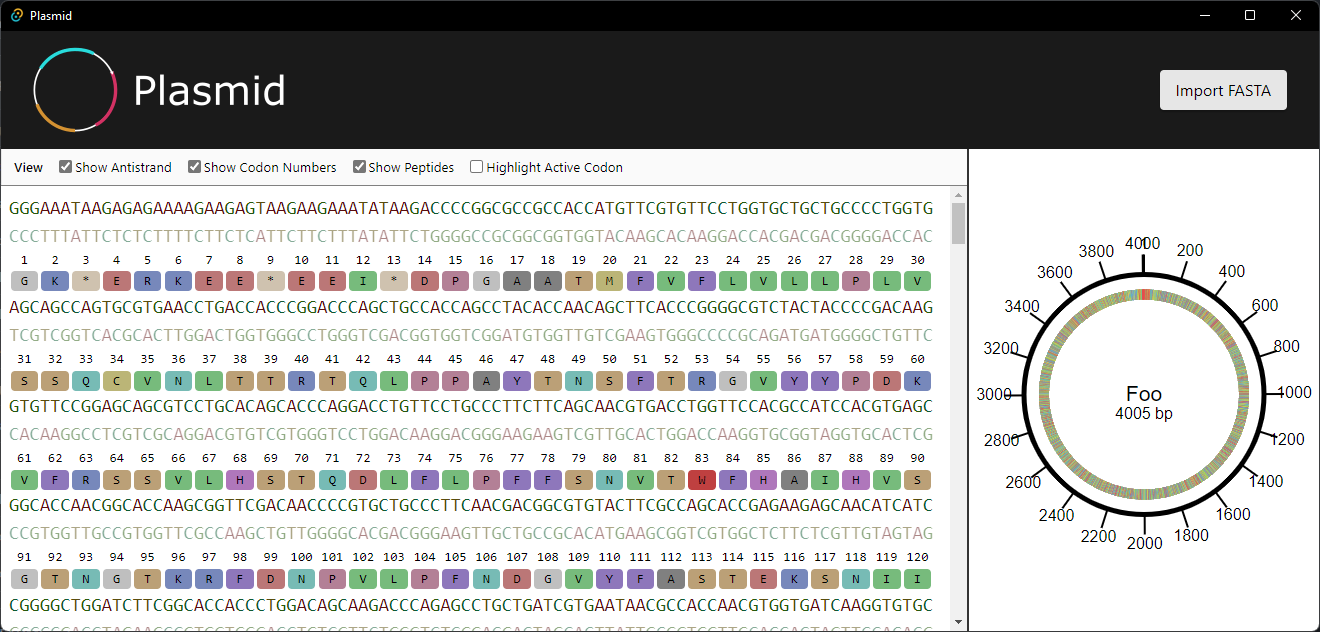 Plasmid
Plasmid
Import FASTA
View Show Antistrand Show Codon Numbers Show Peptides Highlight Active Codon
GGGAAATAAGAGAGAAAAGAAGAGTAAGAAGAAATATAAGACCCCGGCGCCGCCACCATGTTCGTGTTCCTGGTGCTGCTGCCCCTGGTG
CCCTTTATTCTCTCTTTTCTTCTCATTCTTCTTTATATTCTGGGGCCGCGGCGGTGGTACAAGCACAAGGACCACGACGACGGGGACCAC
1 2 3 4 5 6 7 8 9 10 11 12 13 14 15 16 17 18 19 20 21 22 23 24 25 26 27 28 29 30
G K * E R K E E * E E I * D P G A A T M F V F L V L L P L V
AGCAGCCAGTGCGTGAACCTGACCACCCGGACCCAGCTGCCACCAGCCTACACCAACAGCTTCACCCGGGGCGTCTACTACCCCGACAAG
TCGTCGGTCACGCACTTGGACTGGTGGGCCTGGGTCGACGGTGGTCGGATGTGGTTGTCGAAGTGGGCCCCGCAGATGATGGGGCTGTTC
31 32 33 34 35 36 37 38 39 40 41 42 43 44 45 46 47 48 49 50 51 52 53 54 55 56 57 58 59 60
S S Q C V N L T T R T Q L P P A Y T N S F T R G V Y Y P D K
GTGTTCCGGAGCAGCGTCCTGCACAGCACCCAGGACCTGTTCCTGCCCTTCTTCAGCAACGTGACCTGGTTCCACGCCATCCACGTGAGC
CACAAGGCCTCGTCGCAGGACGTGTCGTGGGTCCTGGACAAGGACGGGAAGAAGTCGTTGCACTGGACCAAGGTGCGGTAGGTGCACTCG
61 62 63 64 65 66 67 68 69 70 71 72 73 74 75 76 77 78 79 80 81 82 83 84 85 86 87 88 89 90
V F R S S V L H S T Q D L F L P F F S N V T W F H A I H V S
GGCACCAACGGCACCAAGCGGTTCGACAACCCCGTGCTGCCCTTCAACGACGGCGTGTACTTCGCCAGCACCGAGAAGAGCAACATCATC
CCGTGGTTGCCGTGGTTCGCCAAGCTGTTGGGGCACGACGGGAAGTTGCTGCCGCACATGAAGCGGTCGTGGCTCTTCTCGTTGTAGTAG
91 92 93 94 95 96 97 98 99 100 101 102 103 104 105 106 107 108 109 110 111 112 113 114 115 116 117 118 119 120
G T N G T K R F D N P V L P F N D G V Y F A S T E K S N I I
CGGGGCTGGATCTTCGGCACCACCCTGGACAGCAAGACCCAGAGCCTGCTGATCGTGAATAACGCCACCAACGTGGTGATCAAGGTGTGC
4000
1
200
400
600
800
1000
1200
1400
1600
1800
2000
2200
2400
2600
2800
3000
3200
3400
3600
3800
Foo
4005 bp